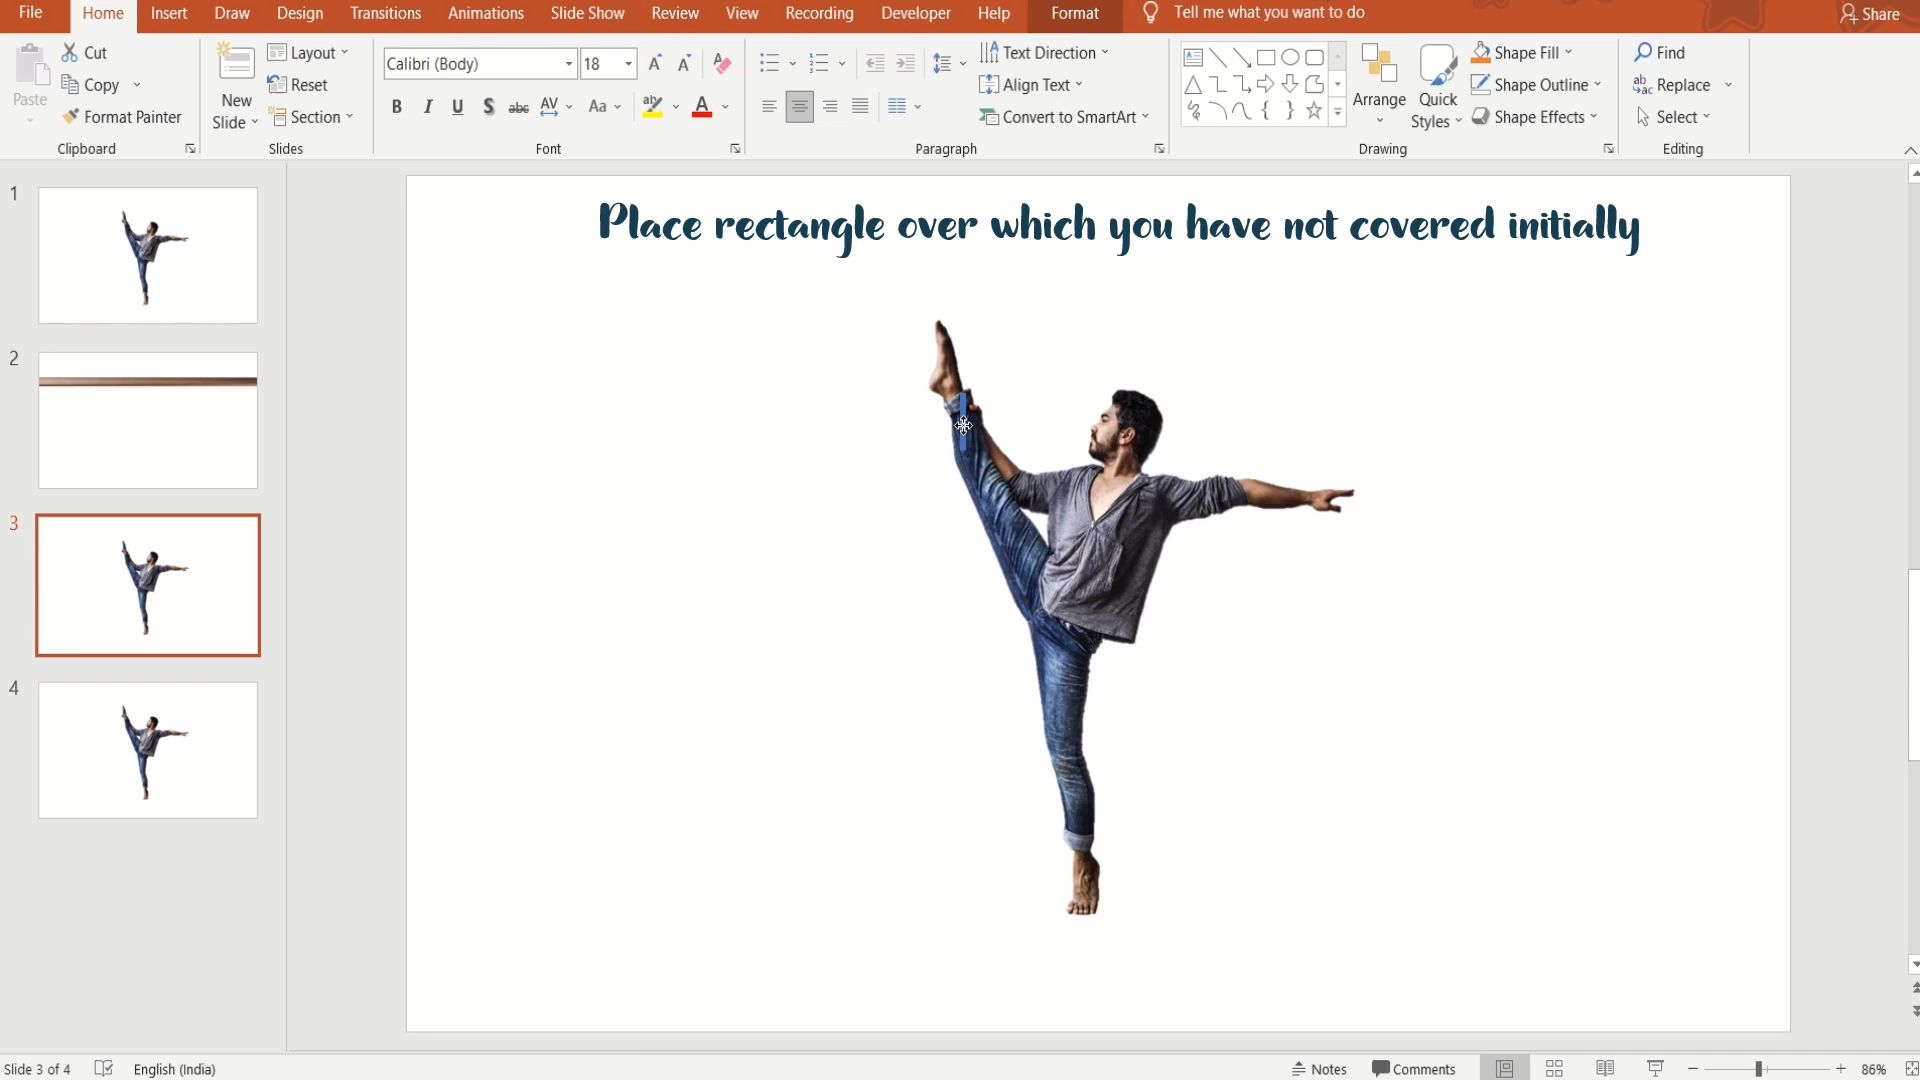 File Home Insert Draw Design Transitions Animations Slide Show Review View Recording Developer Help Format Tell me what you want to do Share
Paste
Cut
Copy
Format Painter
Clipboard
New
Slide
Layout
Reset
Section
Slides
Calibri (Body) 18
B I U S abc AV Aa ab A
Font
Paragraph
Text Direction
Align Text
Convert to SmartArt
Arrange
Quick
Styles
Shape Fill
Shape Outline
Shape Effects
Drawing
Find
Replace
Select
Editing
1
2
3
4
Place rectangle over which you have not covered initially
Slide 3 of 4 English (India) Notes Comments 86%